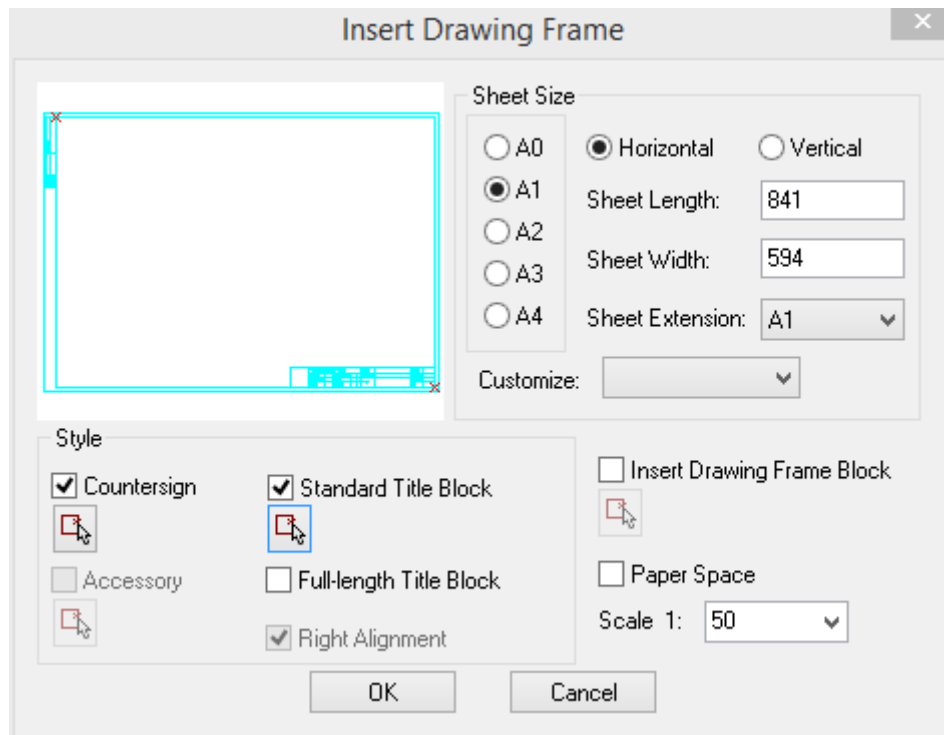 Insert Drawing Frame
Sheet Size
A0
Horizontal
Vertical
A1
Sheet Length: 841
A2
Sheet Width: 594
A3
A4
Sheet Extension: A1
Customize:
Style
Countersign
Standard Title Block
Insert Drawing Frame Block
Accessory
Full-length Title Block
Paper Space
Right Alignment
Scale 1: 50
OK
Cancel